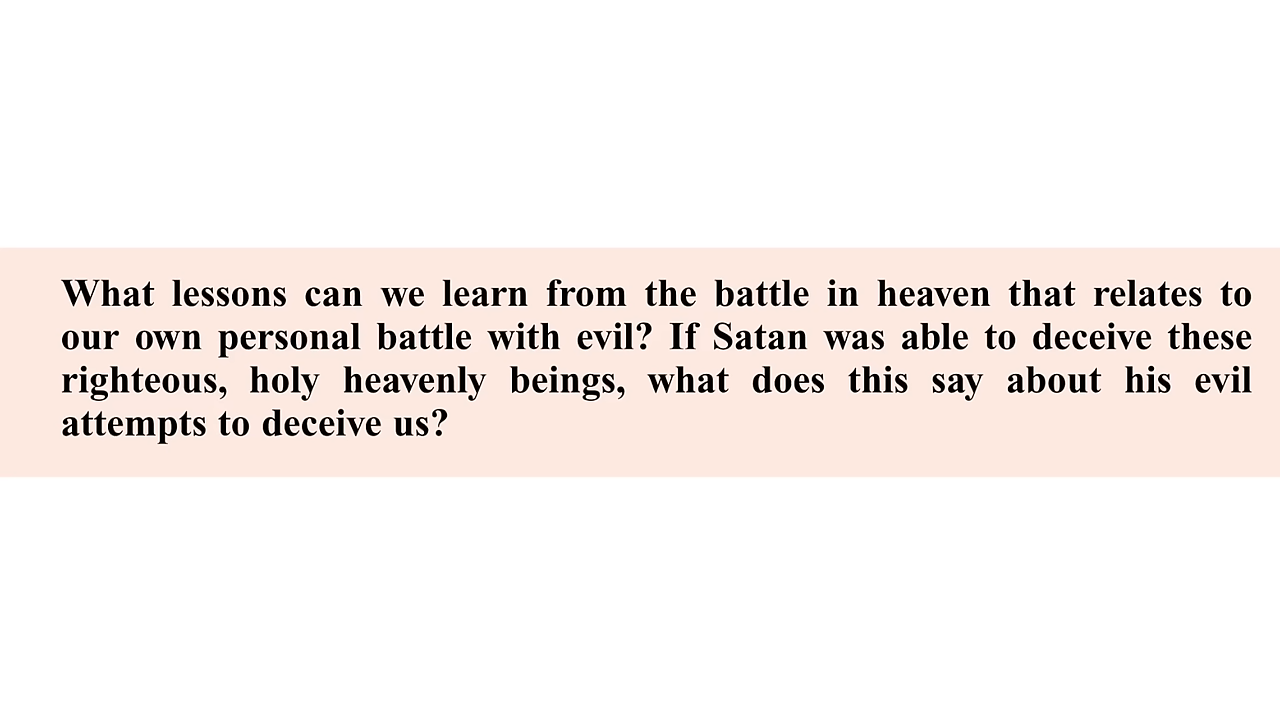 What lessons can we learn from the battle in heaven that relates to
our own personal battle with evil? If Satan was able to deceive these
righteous, holy heavenly beings, what does this say about his evil
attempts to deceive us?